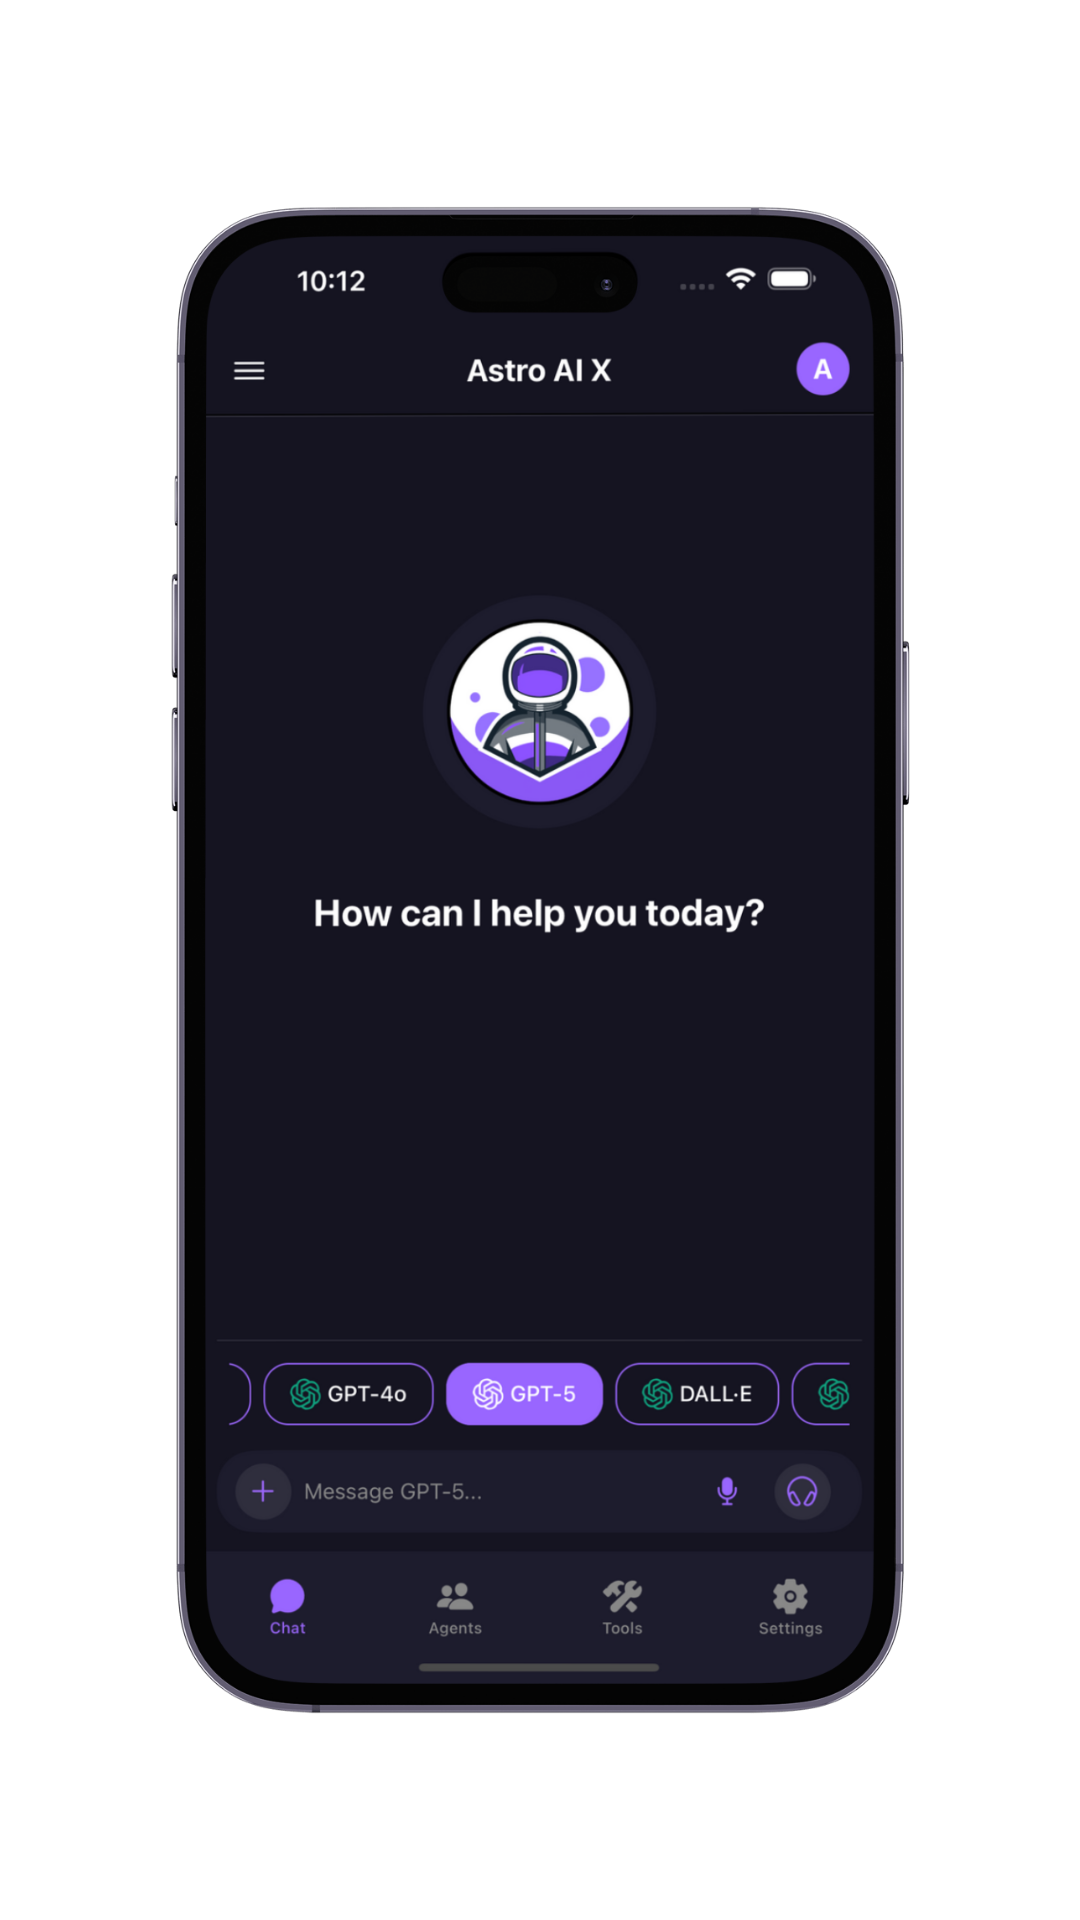 10:12
Astro AI X
A
How can I help you today?
GPT-4o GPT-5 DALL·E
Message GPT-5...
Chat Agents Tools Settings